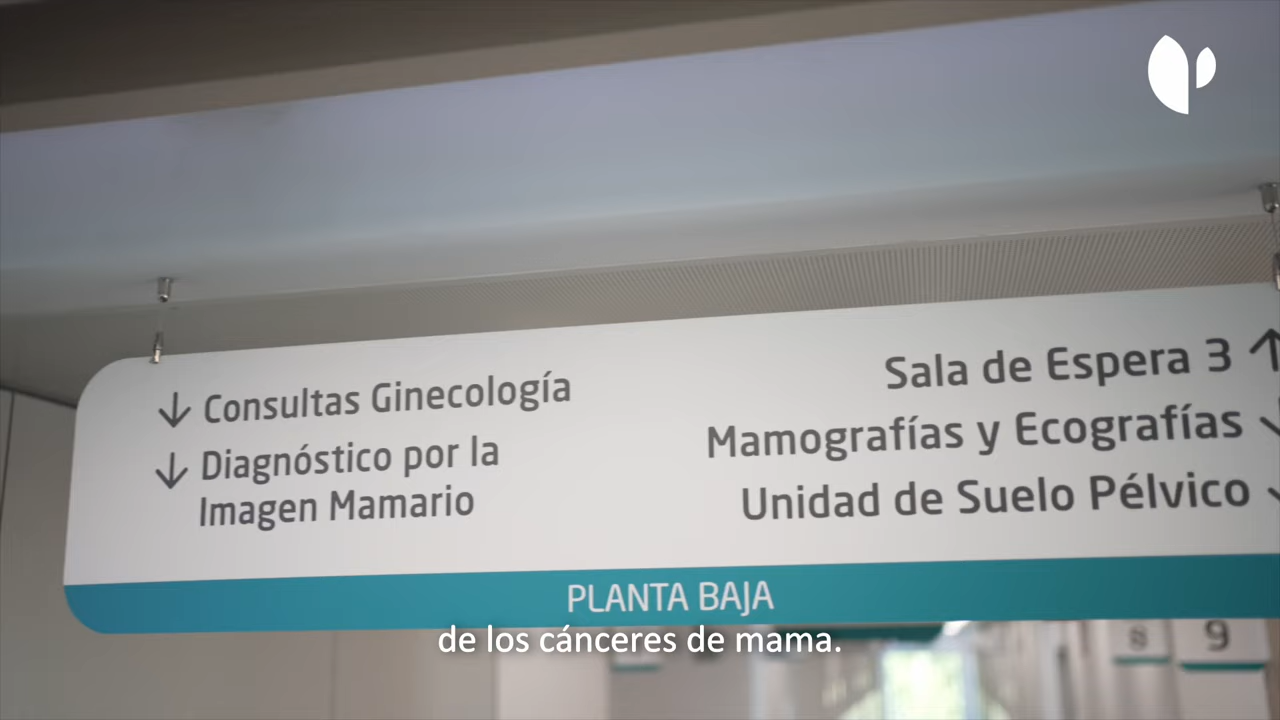 Consultas Ginecología
Diagnóstico por la
Imagen Mamario
Sala de Espera 3
Mamografías y Ecografías
Unidad de Suelo Pélvico
PLANTA BAJA
de los cánceres de mama.
8
9